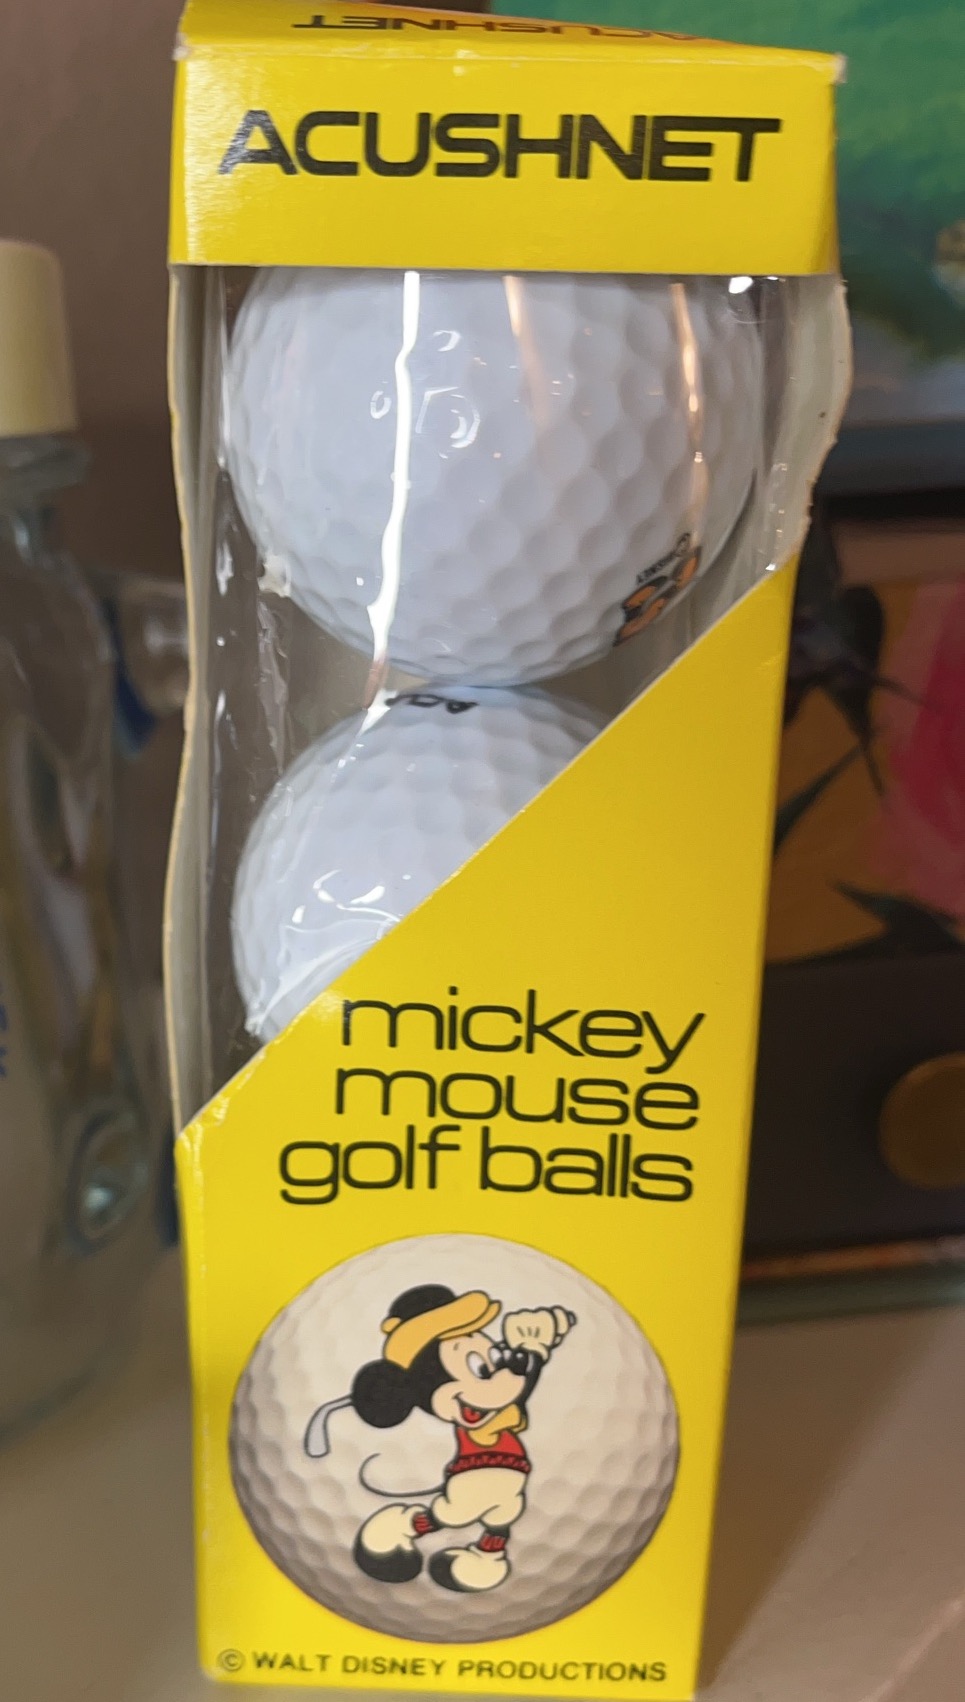 ACUSHNET
ACUSHNET
mickey
mouse
golf balls
© WALT DISNEY PRODUCTIONS